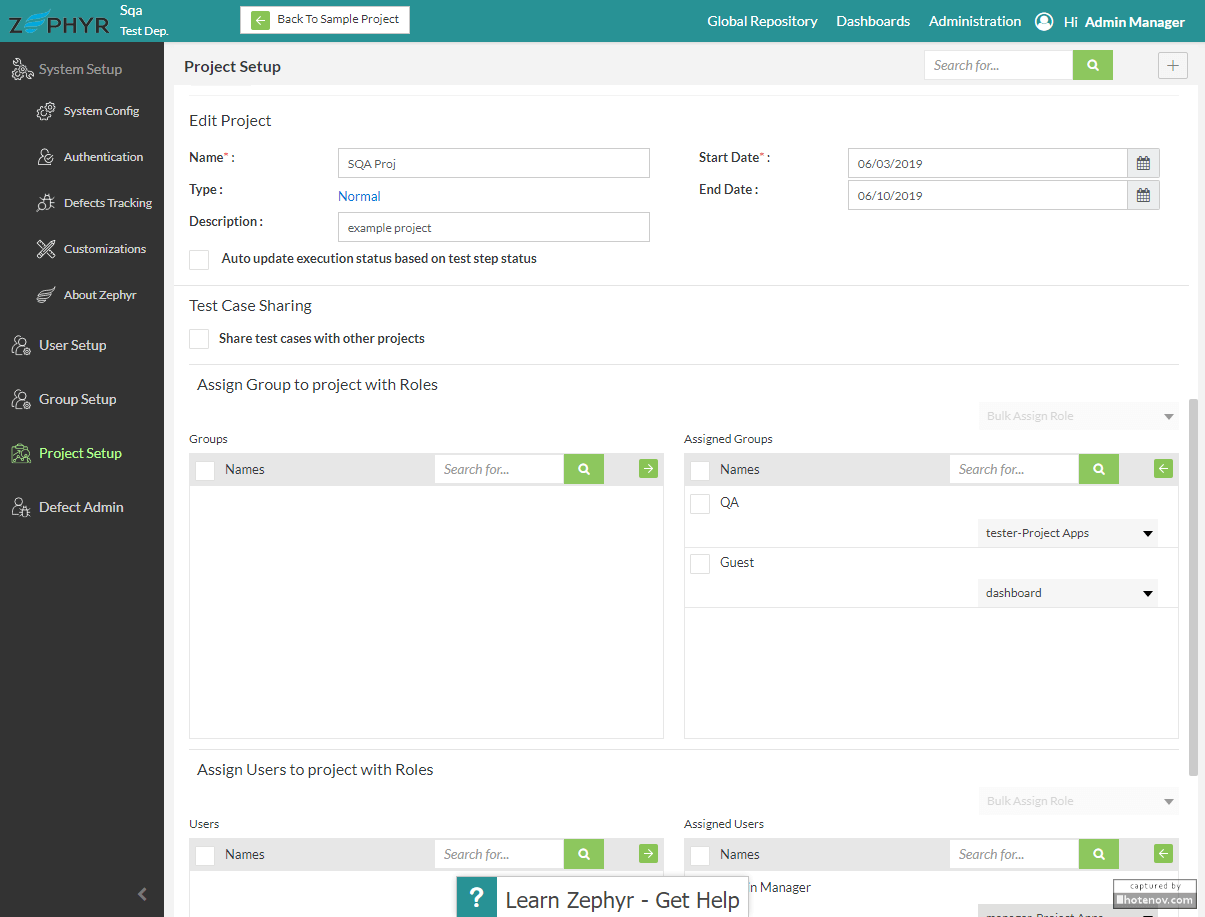 ZEPHYR
Sqa
Test Dep.
Back To Sample Project
Global Repository
Dashboards
Administration
Hi Admin Manager
System Setup
System Config
Authentication
Defects Tracking
Customizations
About Zephyr
User Setup
Group Setup
Project Setup
Defect Admin
Project Setup
Search for...
Edit Project
Name* :
SQA Proj
Start Date* :
06/03/2019
Type :
Normal
End Date :
06/10/2019
Description :
example project
Auto update execution status based on test step status
Test Case Sharing
Share test cases with other projects
Assign Group to project with Roles
Bulk Assign Role
Groups
Assigned Groups
Names
Search for...
Names
Search for...
QA
tester-Project Apps
Guest
dashboard
Assign Users to project with Roles
Bulk Assign Role
Users
Assigned Users
Names
Search for...
Names
Search for...
n Manager
manager-Project Apps
? Learn Zephyr - Get Help
captured by
hotenov.com